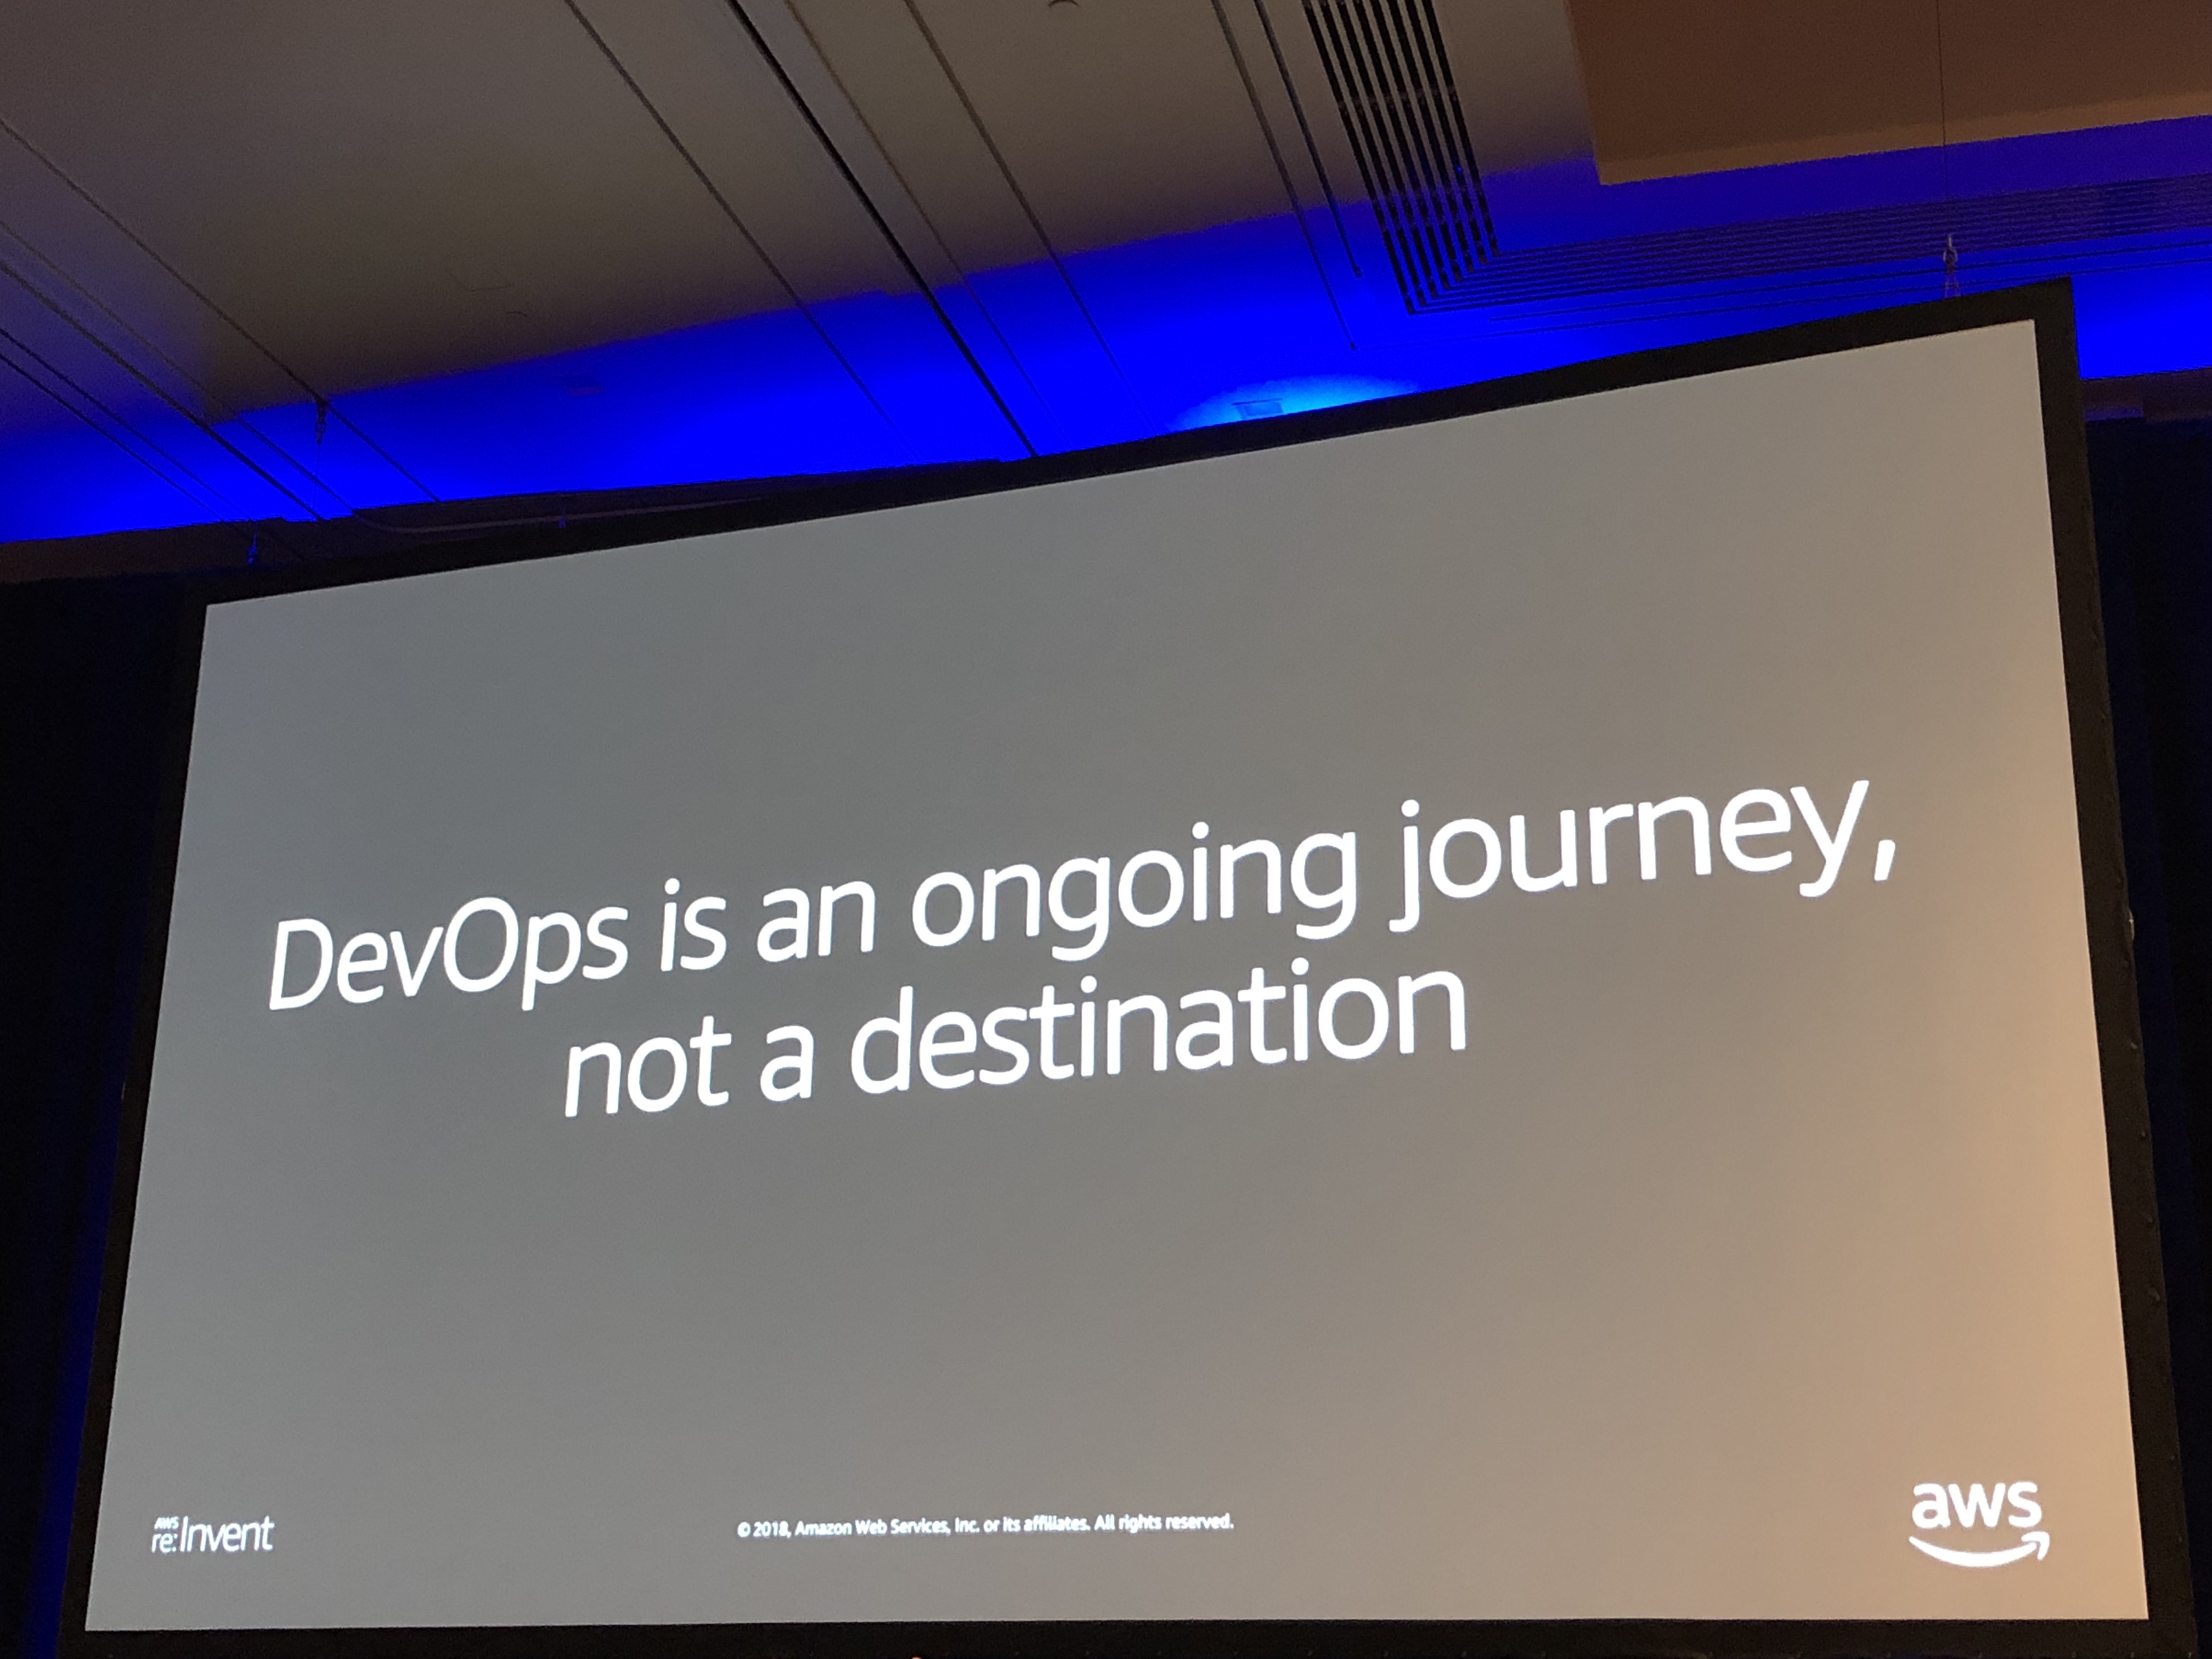 DevOps is an ongoing journey,
not a destination
AWS
re:Invent
© 2018, Amazon Web Services, Inc. or its affiliates. All rights reserved.
aws